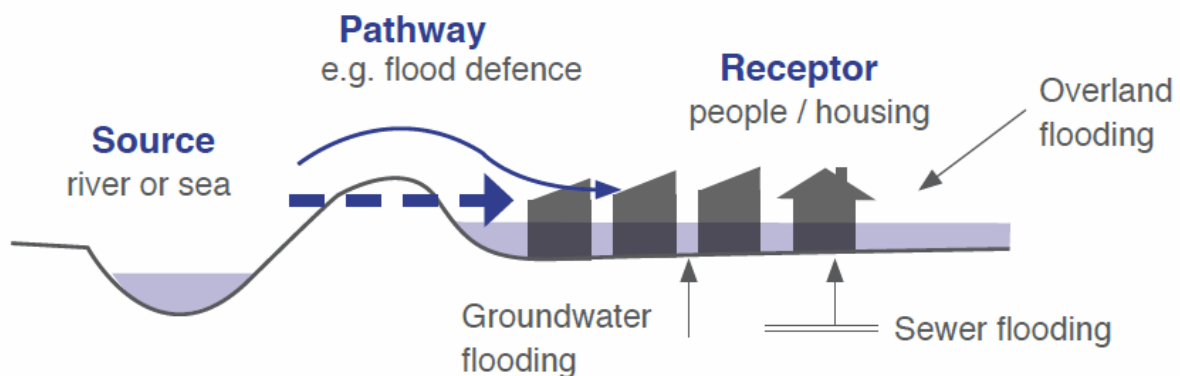 Pathway
e.g. flood defence
Receptor
people / housing
Overland
flooding
Source
river or sea
Groundwater
flooding
Sewer flooding